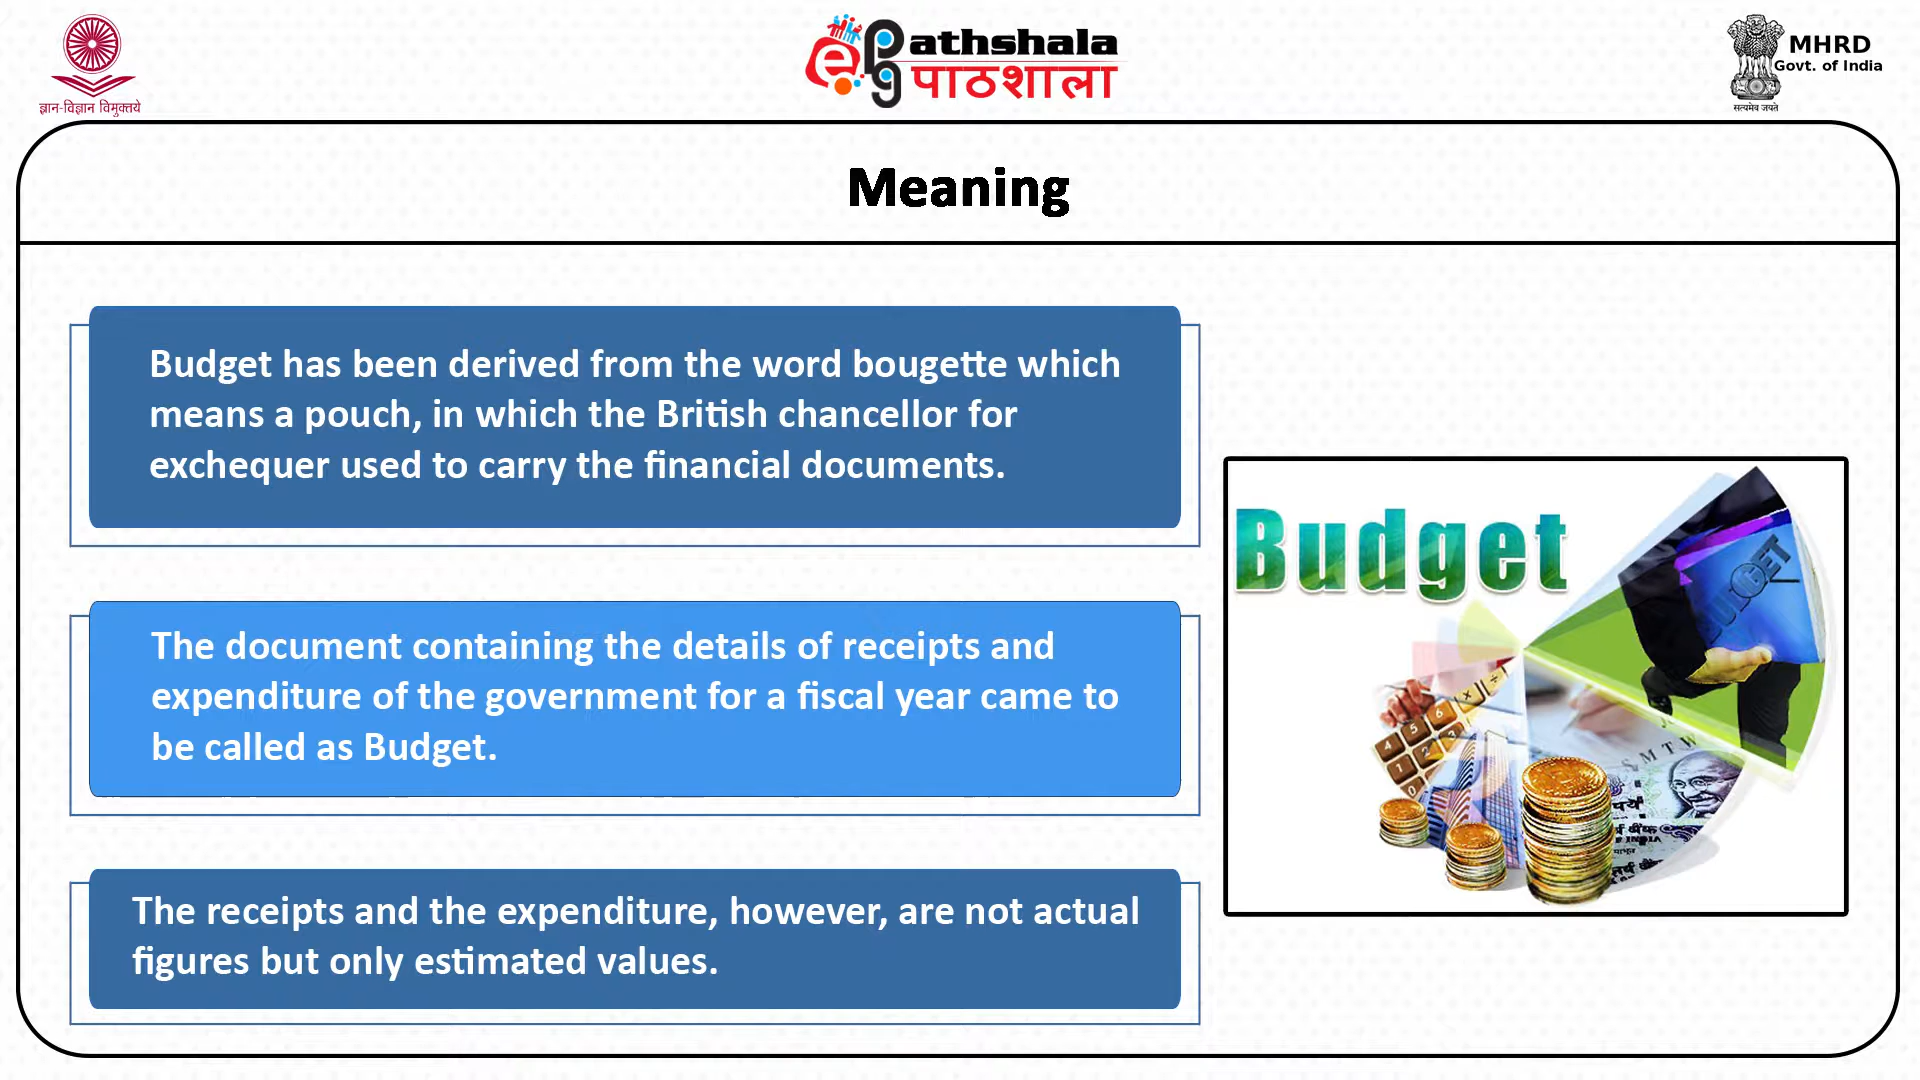 ज्ञान-विज्ञान विमुक्तये
e pg athshala
पाठशाला
MHRD
Govt. of India
सत्यमेव जयते
Meaning
Budget has been derived from the word bougette which
means a pouch, in which the British chancellor for
exchequer used to carry the financial documents.
The document containing the details of receipts and
expenditure of the government for a fiscal year came to
be called as Budget.
The receipts and the expenditure, however, are not actual
figures but only estimated values.
Budget
BUDGET
S M T W